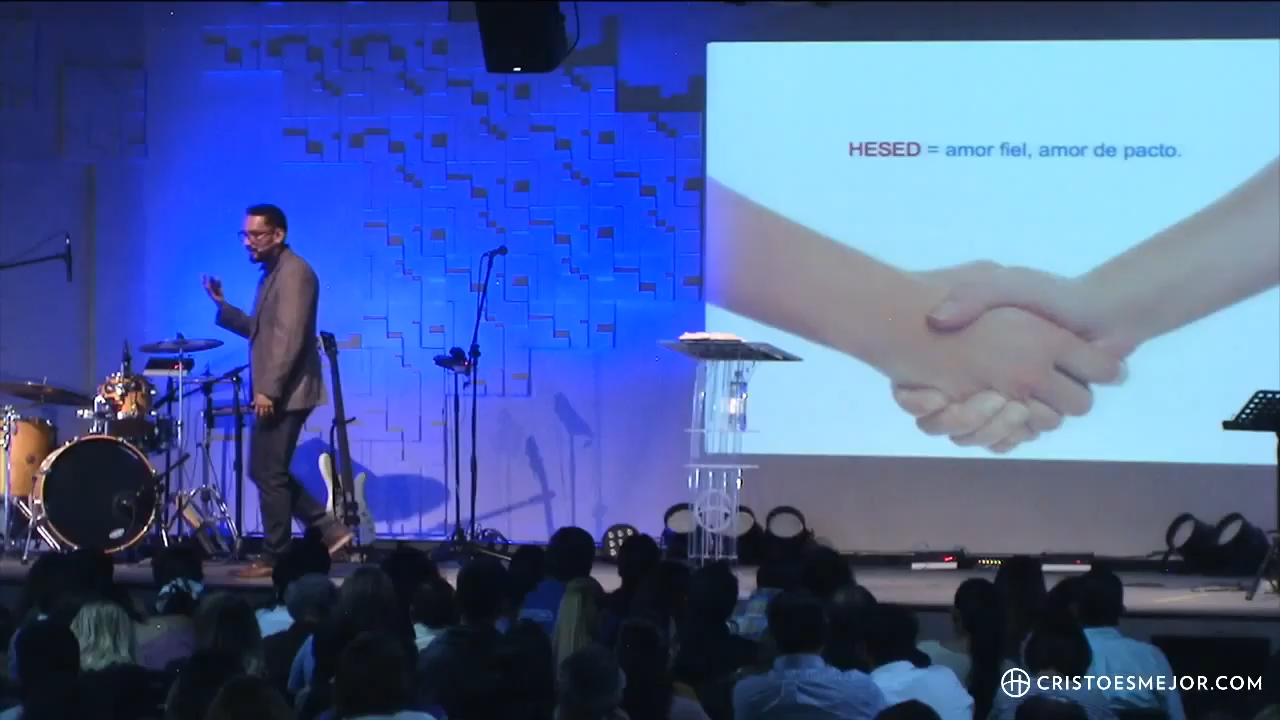 HESED = amor fiel, amor de pacto.
CRISTOESMEJOR.COM